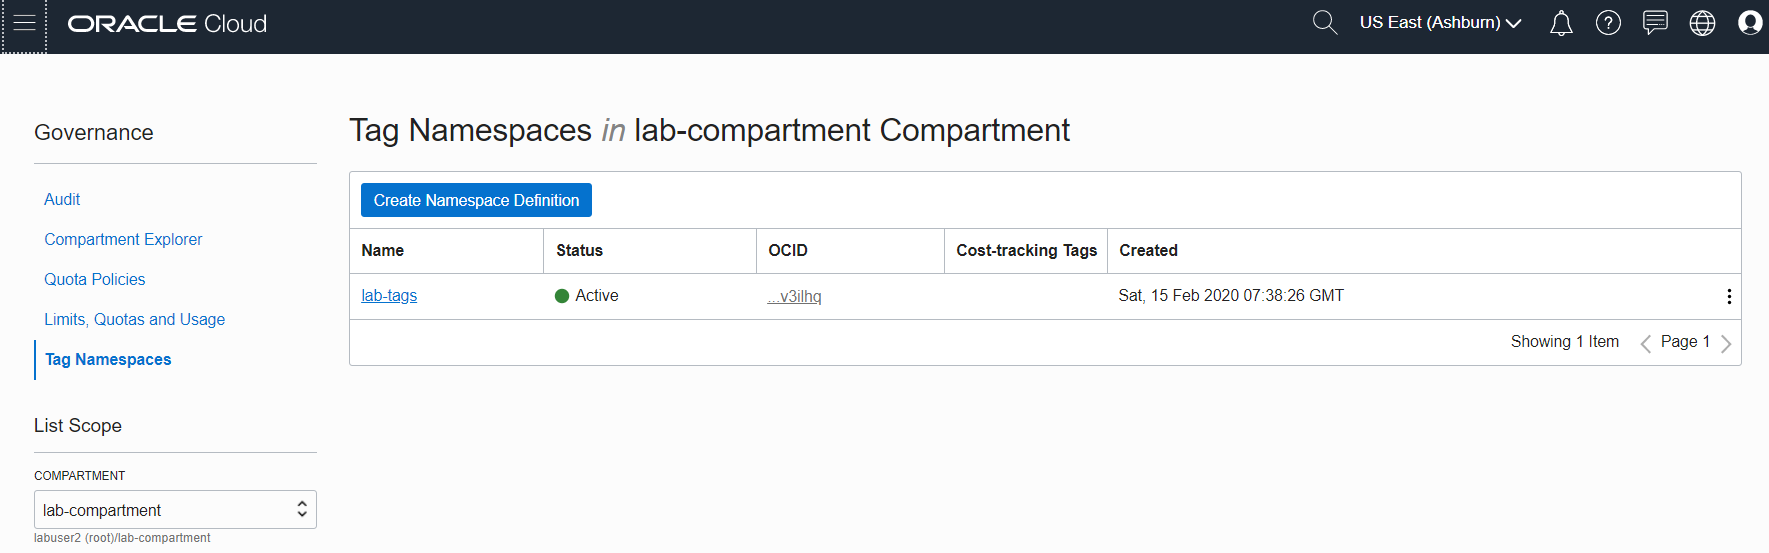 ORACLE Cloud
US East (Ashburn)
Governance
Audit
Compartment Explorer
Quota Policies
Limits, Quotas and Usage
Tag Namespaces
List Scope
COMPARTMENT
lab-compartment
labuser2 (root)/lab-compartment
Tag Namespaces in lab-compartment Compartment
Create Namespace Definition
Name Status OCID Cost-tracking Tags Created
lab-tags Active ...v3ilhq Sat, 15 Feb 2020 07:38:26 GMT
Showing 1 Item Page 1